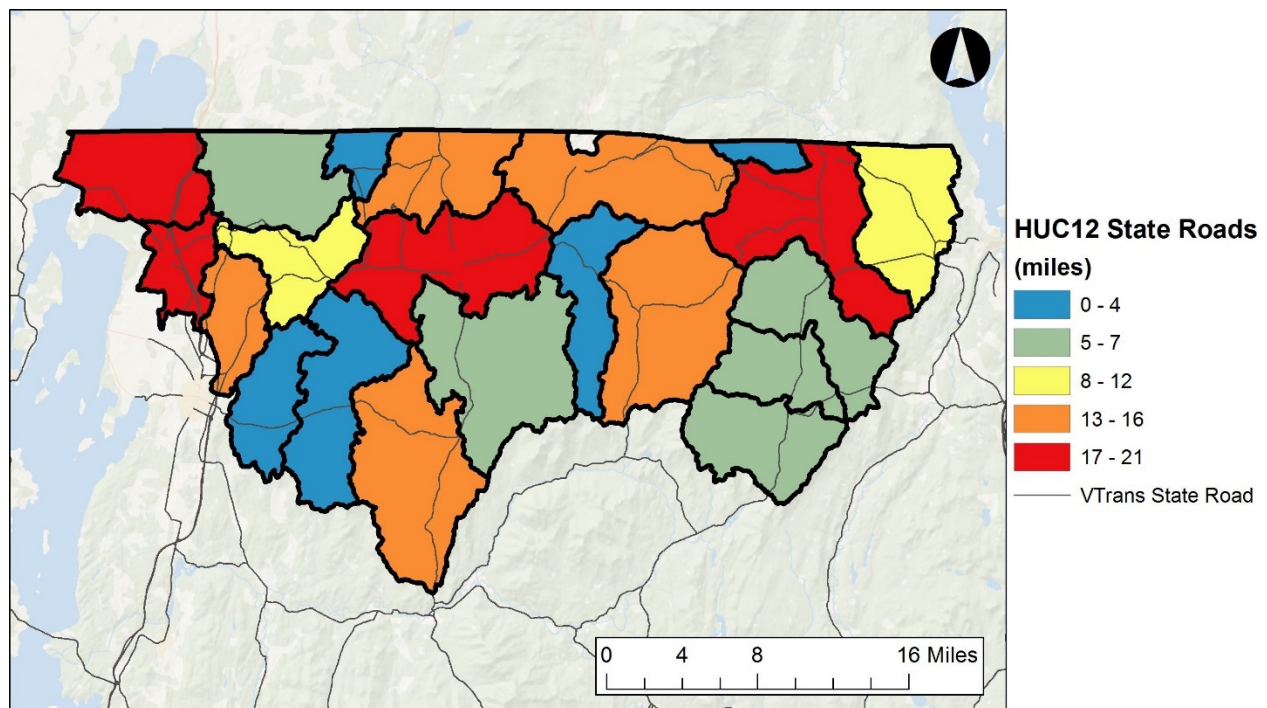 HUC12 State Roads
(miles)
0 - 4
5 - 7
8 - 12
13 - 16
17 - 21
VTrans State Road
0 4 8 16 Miles